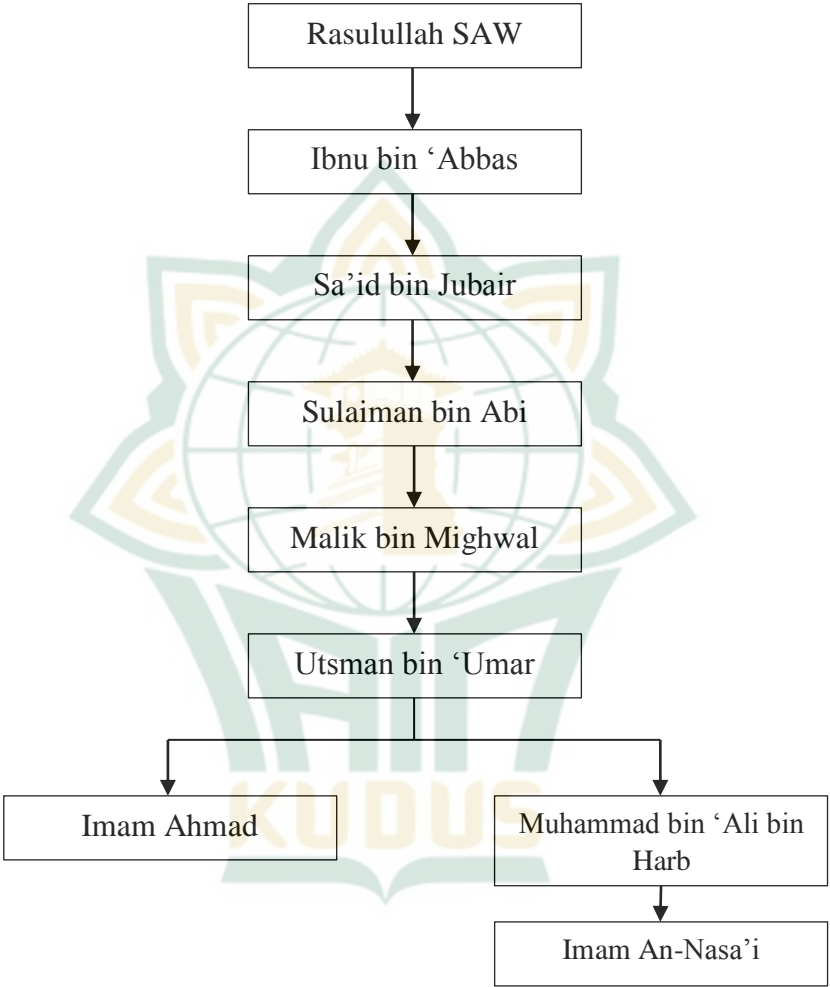 Rasulullah SAW
Ibnu bin ‘Abbas
Sa’id bin Jubair
Sulaiman bin Abi
Malik bin Mighwal
Utsman bin ‘Umar
Imam Ahmad
Muhammad bin ‘Ali bin
Harb
Imam An-Nasa’i
IAIN
KUDUS